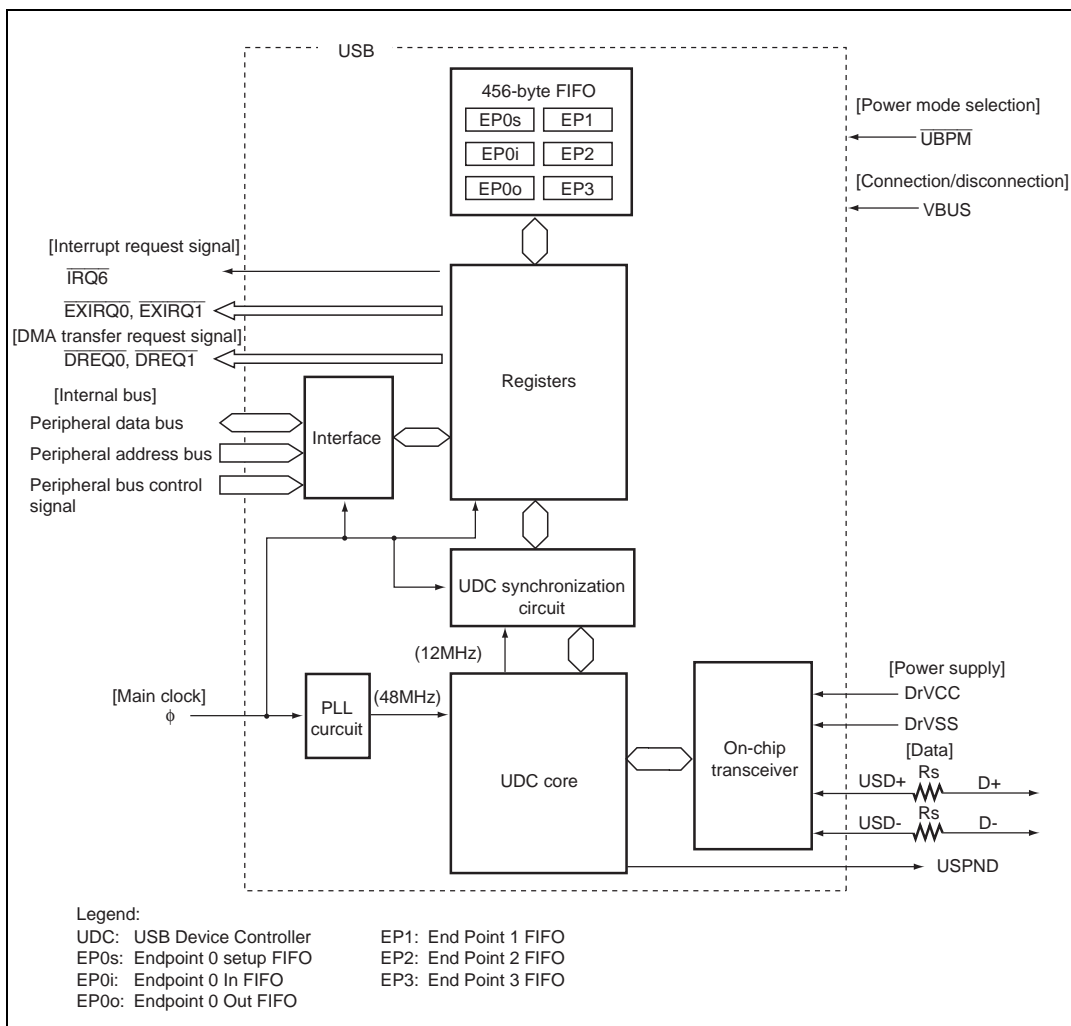 USB
456-byte FIFO
EP0s EP1
EP0i EP2
EP0o EP3
[Power mode selection]
UBPM
[Connection/disconnection]
VBUS
[Interrupt request signal]
IRQ6
EXIRQ0, EXIRQ1
[DMA transfer request signal]
DREQ0, DREQ1
[Internal bus]
Peripheral data bus
Peripheral address bus
Peripheral bus control
signal
Interface
Registers
UDC synchronization
circuit
(12MHz)
[Main clock]
ϕ
PLL
curcuit
(48MHz)
UDC core
On-chip
transceiver
[Power supply]
DrVCC
DrVSS
[Data]
USD+ Rs D+
USD- Rs D-
USPND
Legend:
UDC: USB Device Controller
EP0s: Endpoint 0 setup FIFO
EP0i: Endpoint 0 In FIFO
EP0o: Endpoint 0 Out FIFO
EP1: End Point 1 FIFO
EP2: End Point 2 FIFO
EP3: End Point 3 FIFO